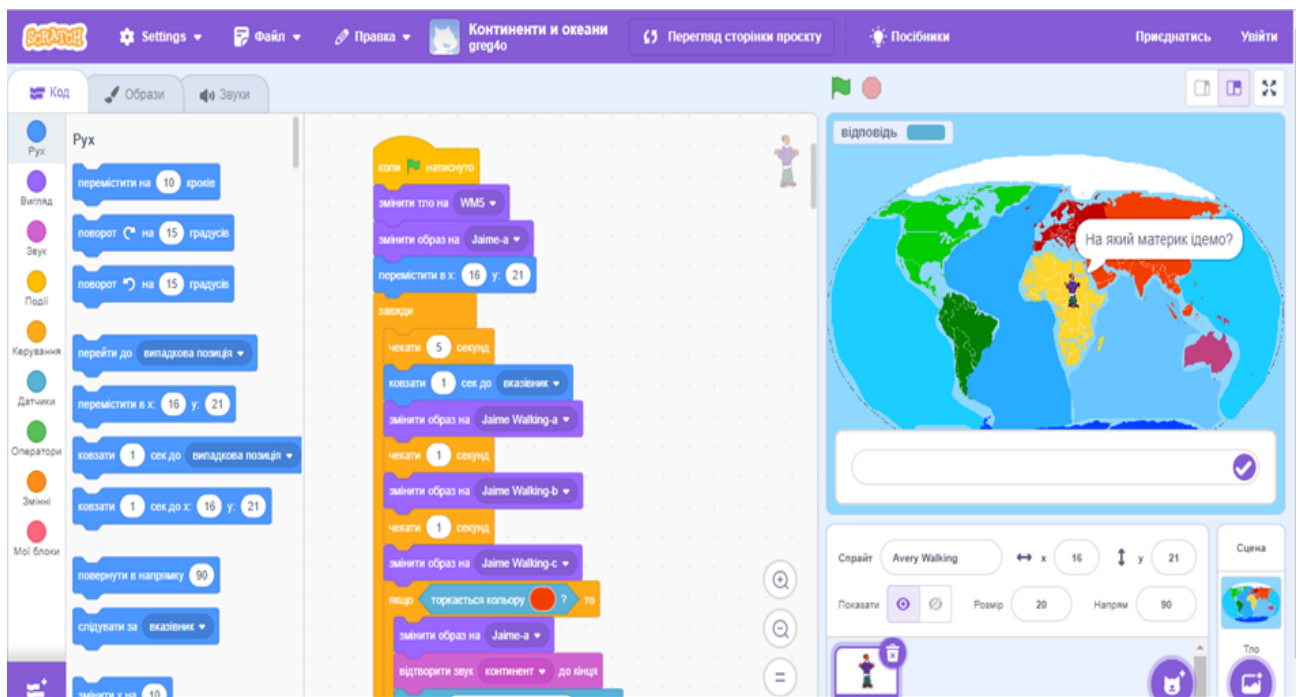 SCRATCH
Settings
Файл
Правка
Континенти и океани
greg4o
Перегляд сторінки проєкту
Посібники
Приєднатись
Увійти
Код
Образи
Звуки
Рух
Вигляд
Звук
Події
Керування
Датчики
Оператори
Змінні
Мої блоки
Рух
перемістити на 10 кроків
поворот на 15 градусів
поворот на 15 градусів
перейти до випадкова позиція
перемістити в x: 16 y: 21
ковзати 1 сек до випадкова позиція
ковзати 1 сек до x: 16 y: 21
повернути в напрямку 90
слідувати за вказівник
змінити x на 10
коли натиснуто
змінити тло на WM5
змінити образ на Jaime-a
перемістити в x: 16 y: 21
завжди
чекати 5 секунд
ковзати 1 сек до вказівник
змінити образ на Jaime Walking-a
чекати 1 секунд
змінити образ на Jaime Walking-b
чекати 1 секунд
змінити образ на Jaime Walking-c
якщо торкається кольору ? то
змінити образ на Jaime-a
відтворити звук континент до кінця
відповідь
На який материк ідемо?
Спрайт Avery Walking x 16 y 21
Показати Розмір 20 Напрям 90
Сцена
Тло